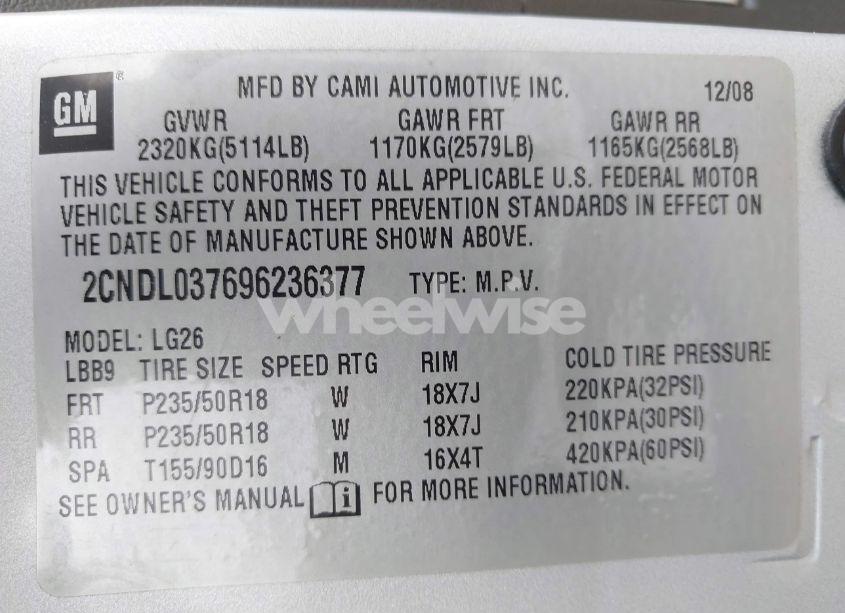 GM
MFD BY CAMI AUTOMOTIVE INC. 12/08
GVWR GAWR FRT GAWR RR
2320KG(5114LB) 1170KG(2579LB) 1165KG(2568LB)
THIS VEHICLE CONFORMS TO ALL APPLICABLE U.S. FEDERAL MOTOR
VEHICLE SAFETY AND THEFT PREVENTION STANDARDS IN EFFECT ON
THE DATE OF MANUFACTURE SHOWN ABOVE.
2CNDL037696236377 TYPE: M.P.V.
wheelwise
MODEL: LG26
LBB9 TIRE SIZE SPEED RTG RIM COLD TIRE PRESSURE
FRT P235/50R18 W 18X7J 220KPA(32PSI)
RR P235/50R18 W 18X7J 210KPA(30PSI)
SPA T155/90D16 M 16X4T 420KPA(60PSI)
SEE OWNER'S MANUAL i FOR MORE INFORMATION.